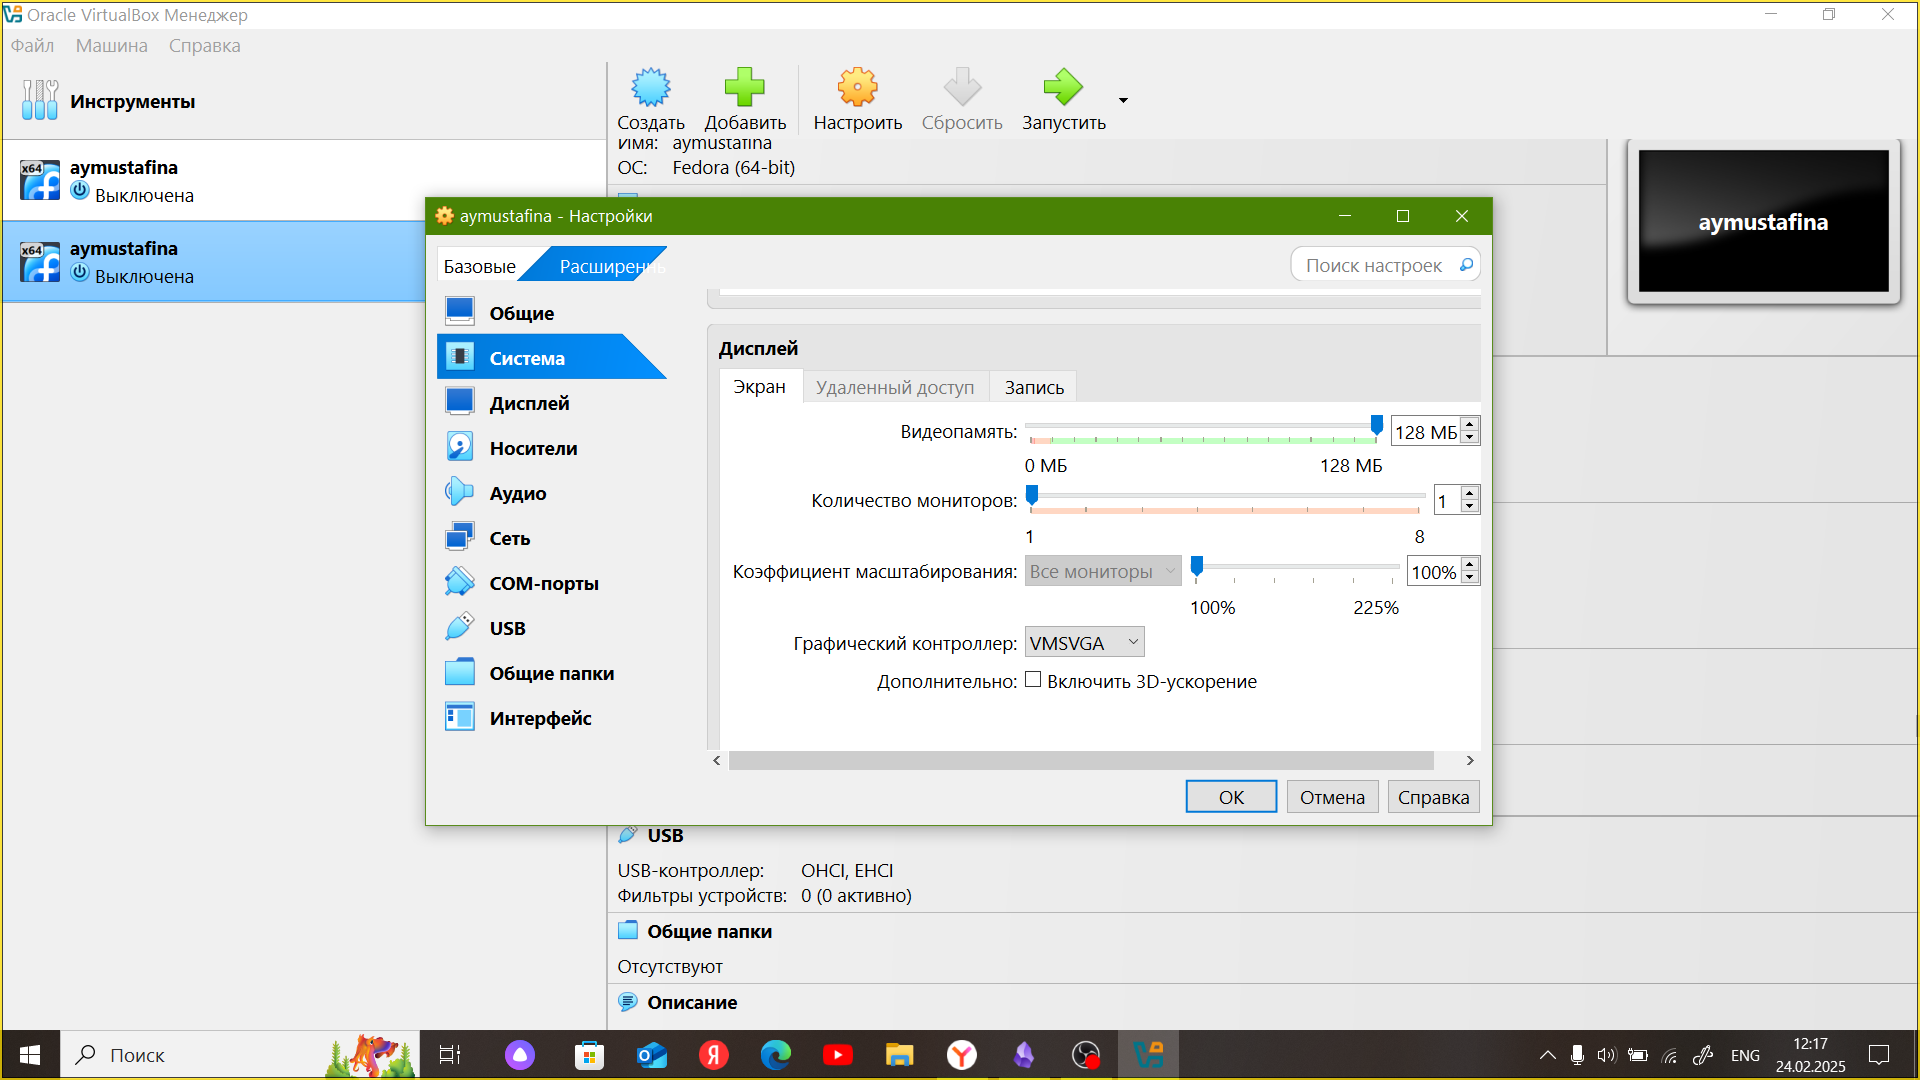 Oracle VirtualBox Менеджер
Файл Машина Справка
Инструменты
Создать Добавить Настроить Сбросить Запустить
x64 aymustafina
Выключена
x64 aymustafina
Выключена
Имя: aymustafina
ОС: Fedora (64-bit)
aymustafina
aymustafina - Настройки
Базовые Расширенны
Поиск настроек
Общие
Система
Дисплей
Носители
Аудио
Сеть
COM-порты
USB
Общие папки
Интерфейс
Дисплей
Экран Удаленный доступ Запись
Видеопамять: 128 МБ
0 МБ 128 МБ
Количество мониторов: 1
1 8
Коэффициент масштабирования: Все мониторы 100%
100% 225%
Графический контроллер: VMSVGA
Дополнительно: Включить 3D-ускорение
OK Отмена Справка
USB
USB-контроллер: OHCI, EHCI
Фильтры устройств: 0 (0 активно)
Общие папки
Отсутствуют
Описание
Поиск
ENG
12:17
24.02.2025